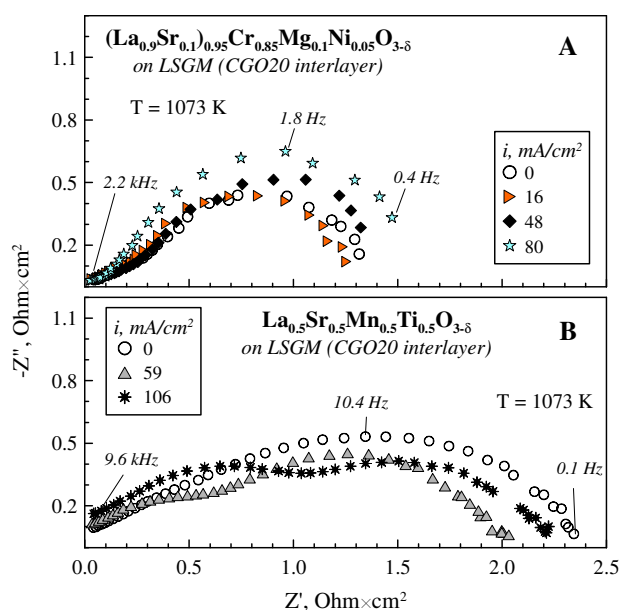 (La₀.₉Sr₀.₁)₀.₉₅Cr₀.₈₅Mg₀.₁Ni₀.₀₅O₃₋δ
A
on LSGM (CGO20 interlayer)
T = 1073 K
1.8 Hz
2.2 kHz
0.4 Hz
i, mA/cm²
0
16
48
80
1.1
0.8
0.5
0.2
-Z'', Ohm×cm²
La₀.₅Sr₀.₅Mn₀.₅Ti₀.₅O₃₋δ
B
on LSGM (CGO20 interlayer)
i, mA/cm²
0
59
106
T = 1073 K
10.4 Hz
9.6 kHz
0.1 Hz
1.1
0.8
0.5
0.2
0.0 0.5 1.0 1.5 2.0 2.5
Z', Ohm×cm²